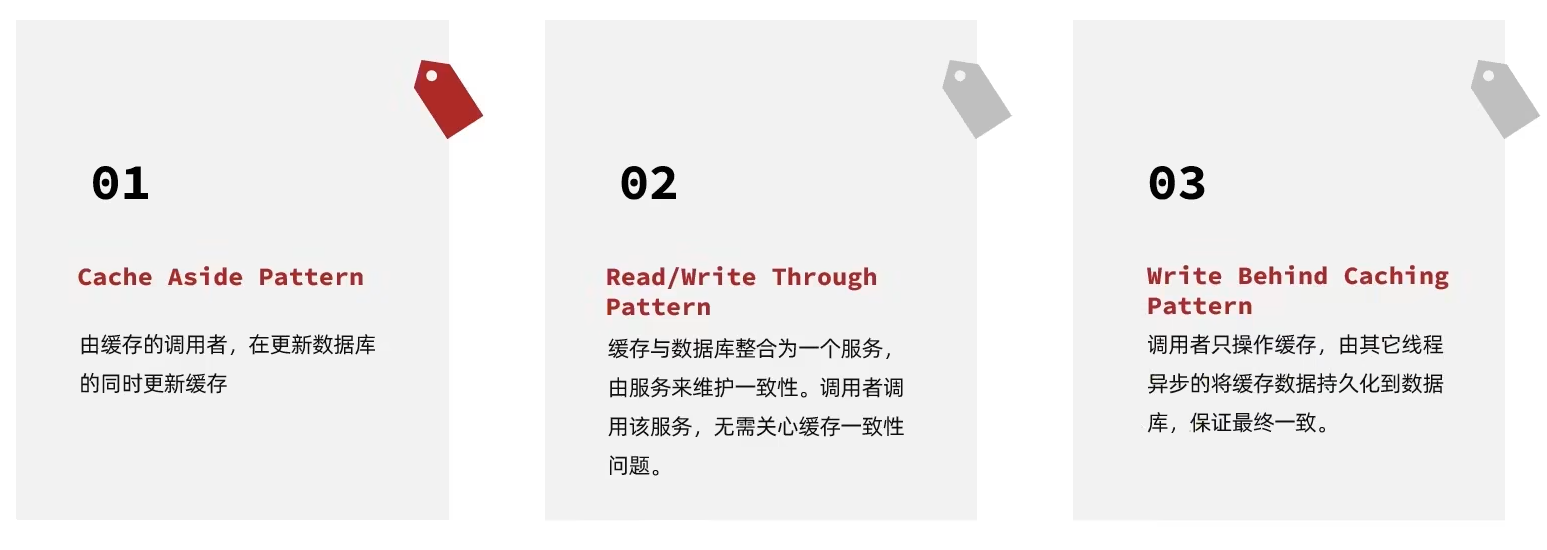 01
Cache Aside Pattern
由缓存的调用者，在更新数据库
的同时更新缓存
02
Read/Write Through
Pattern
缓存与数据库整合为一个服务，
由服务来维护一致性。调用者调
用该服务，无需关心缓存一致性
问题。
03
Write Behind Caching
Pattern
调用者只操作缓存，由其它线程
异步的将缓存数据持久化到数据
库，保证最终一致。